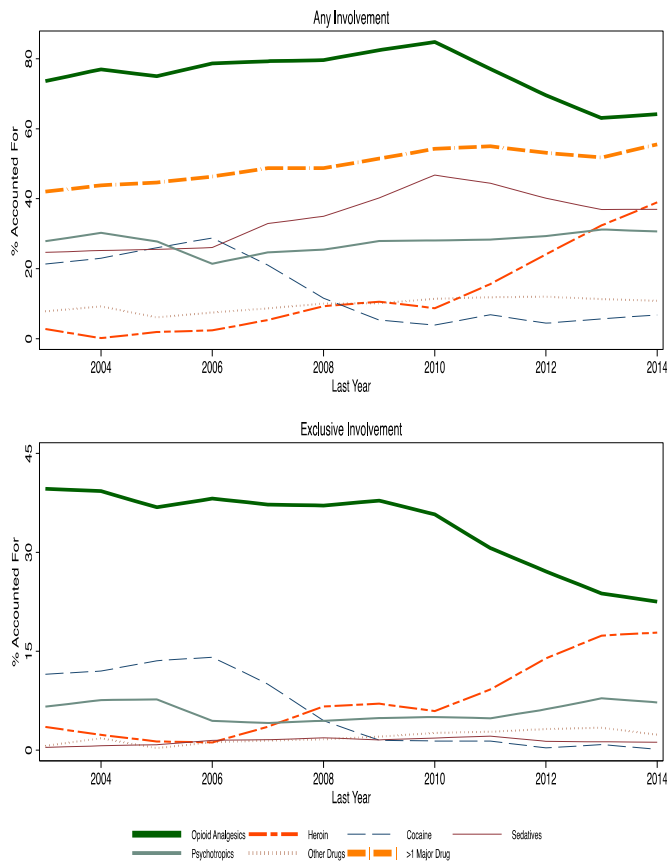 Any Involvement
% Accounted For
80
60
40
20
0
2004 2006 2008 2010 2012 2014
Last Year
Exclusive Involvement
% Accounted For
45
30
15
0
2004 2006 2008 2010 2012 2014
Last Year
Opioid Analgesics Heroin Cocaine Sedatives
Psychotropics Other Drugs >1 Major Drug